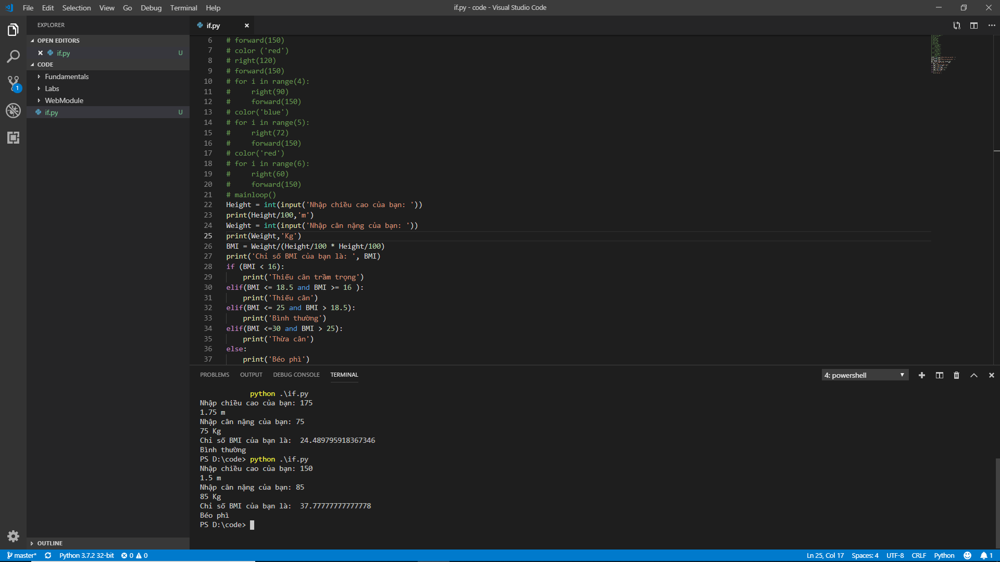 File Edit Selection View Go Debug Terminal Help
if.py - code - Visual Studio Code
EXPLORER
OPEN EDITORS
if.py U
CODE
Fundamentals
Labs
WebModule
if.py U
OUTLINE
1
if.py
6 # forward(150)
7 # color ('red')
8 # right(120)
9 # forward(150)
10 # for i in range(4):
11 #     right(90)
12 #     forward(150)
13 # color('blue')
14 # for i in range(5):
15 #     right(72)
16 #     forward(150)
17 # color('red')
18 # for i in range(6):
19 #     right(60)
20 #     forward(150)
21 # mainloop()
22 Height = int(input('Nhập chiều cao của bạn: '))
23 print(Height/100,'m')
24 Weight = int(input('Nhập cân nặng của bạn: '))
25 print(Weight,'Kg')
26 BMI = Weight/(Height/100 * Height/100)
27 print('Chỉ số BMI của bạn là: ', BMI)
28 if (BMI < 16):
29     print('Thiếu cân trầm trọng')
30 elif(BMI <= 18.5 and BMI >= 16 ):
31     print('Thiếu cân')
32 elif(BMI <= 25 and BMI > 18.5):
33     print('Bình thường')
34 elif(BMI <=30 and BMI > 25):
35     print('Thừa cân')
36 else:
37     print('Béo phì')
PROBLEMS OUTPUT DEBUG CONSOLE TERMINAL
4: powershell
python .\if.py
Nhập chiều cao của bạn: 175
1.75 m
Nhập cân nặng của bạn: 75
75 Kg
Chỉ số BMI của bạn là:  24.489795918367346
Bình thường
PS D:\code> python .\if.py
Nhập chiều cao của bạn: 150
1.5 m
Nhập cân nặng của bạn: 85
85 Kg
Chỉ số BMI của bạn là:  37.77777777777778
Béo phì
PS D:\code>
master* Python 3.7.2 32-bit 0 0 Ln 25, Col 17 Spaces: 4 UTF-8 CRLF Python 1